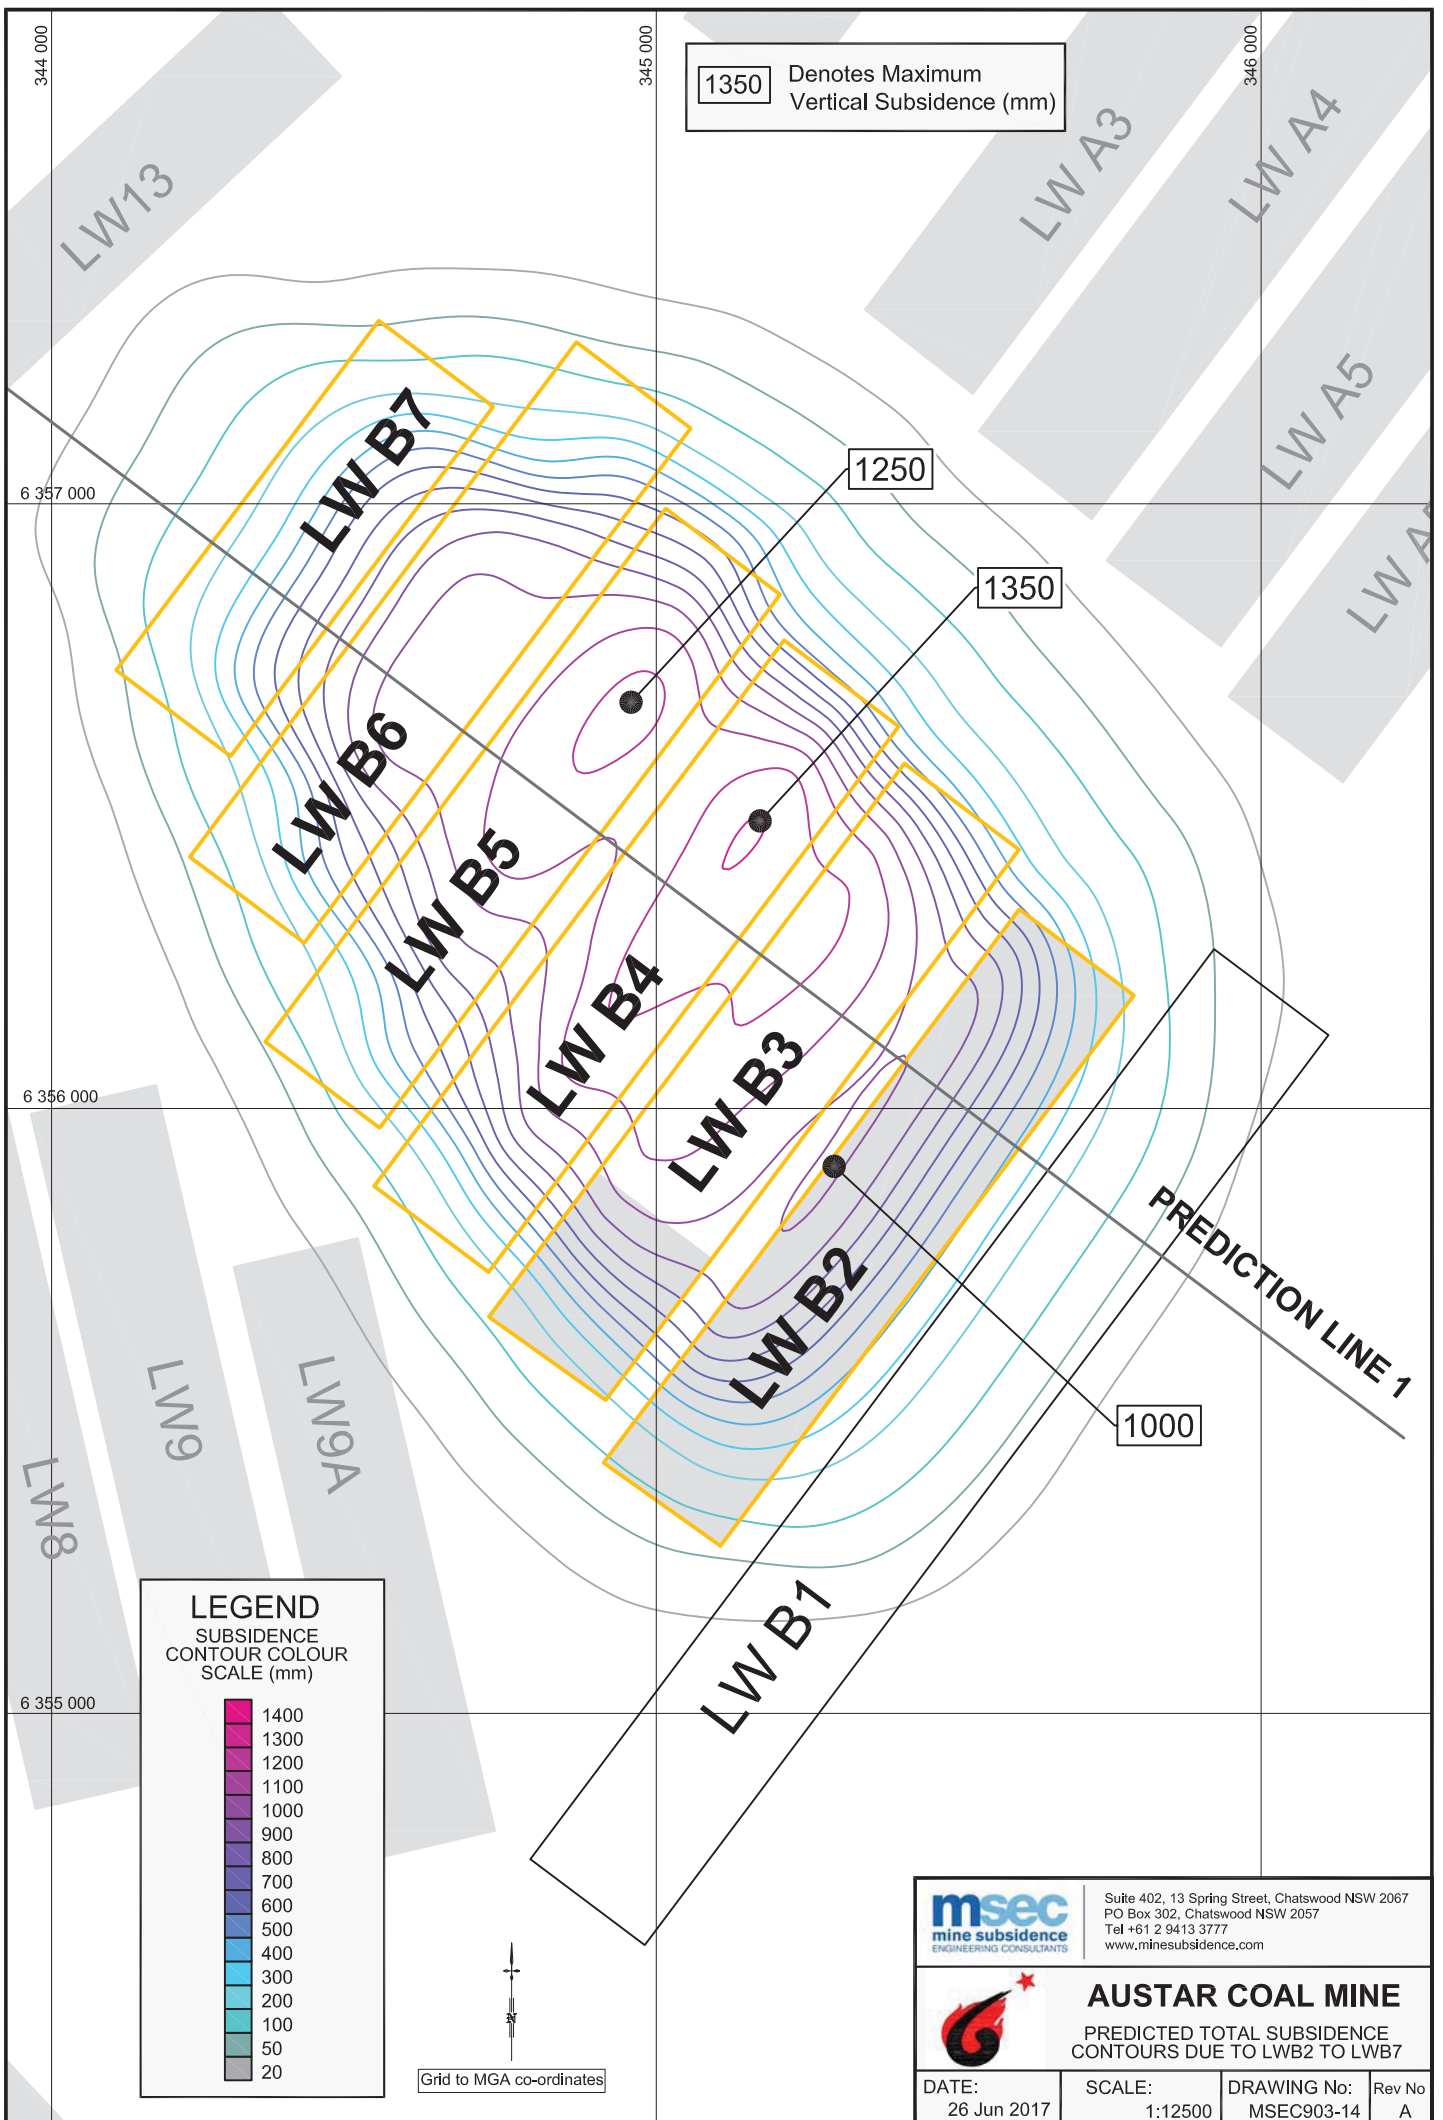 344 000
345 000
346 000
1350
Denotes Maximum
Vertical Subsidence (mm)
LW13
LW A3
LW A4
LW A5
LW B7
1250
6 357 000
1350
LW B6
LW B5
LW B4
LW B3
6 356 000
PREDICTION LINE 1
LW B2
1000
LW9
LW9A
LW8
LW B1
LEGEND
SUBSIDENCE
CONTOUR COLOUR
SCALE (mm)
6 355 000
1400
1300
1200
1100
1000
900
800
700
600
500
400
300
200
100
50
20
N
Grid to MGA co-ordinates
msec
mine subsidence
ENGINEERING CONSULTANTS
Suite 402, 13 Spring Street, Chatswood NSW 2067
PO Box 302, Chatswood NSW 2057
Tel +61 2 9413 3777
www.minesubsidence.com
AUSTAR COAL MINE
PREDICTED TOTAL SUBSIDENCE
CONTOURS DUE TO LWB2 TO LWB7
DATE:
26 Jun 2017
SCALE:
1:12500
DRAWING No:
MSEC903-14
Rev No
A